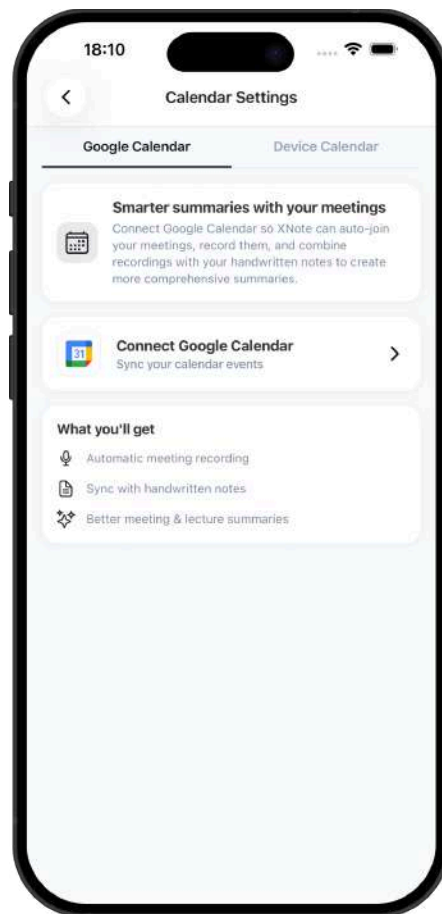 18:10
Calendar Settings
Google Calendar
Device Calendar
Smarter summaries with your meetings
Connect Google Calendar so XNote can auto-join
your meetings, record them, and combine
recordings with your handwritten notes to create
more comprehensive summaries.
31
Connect Google Calendar
Sync your calendar events
What you'll get
Automatic meeting recording
Sync with handwritten notes
Better meeting & lecture summaries